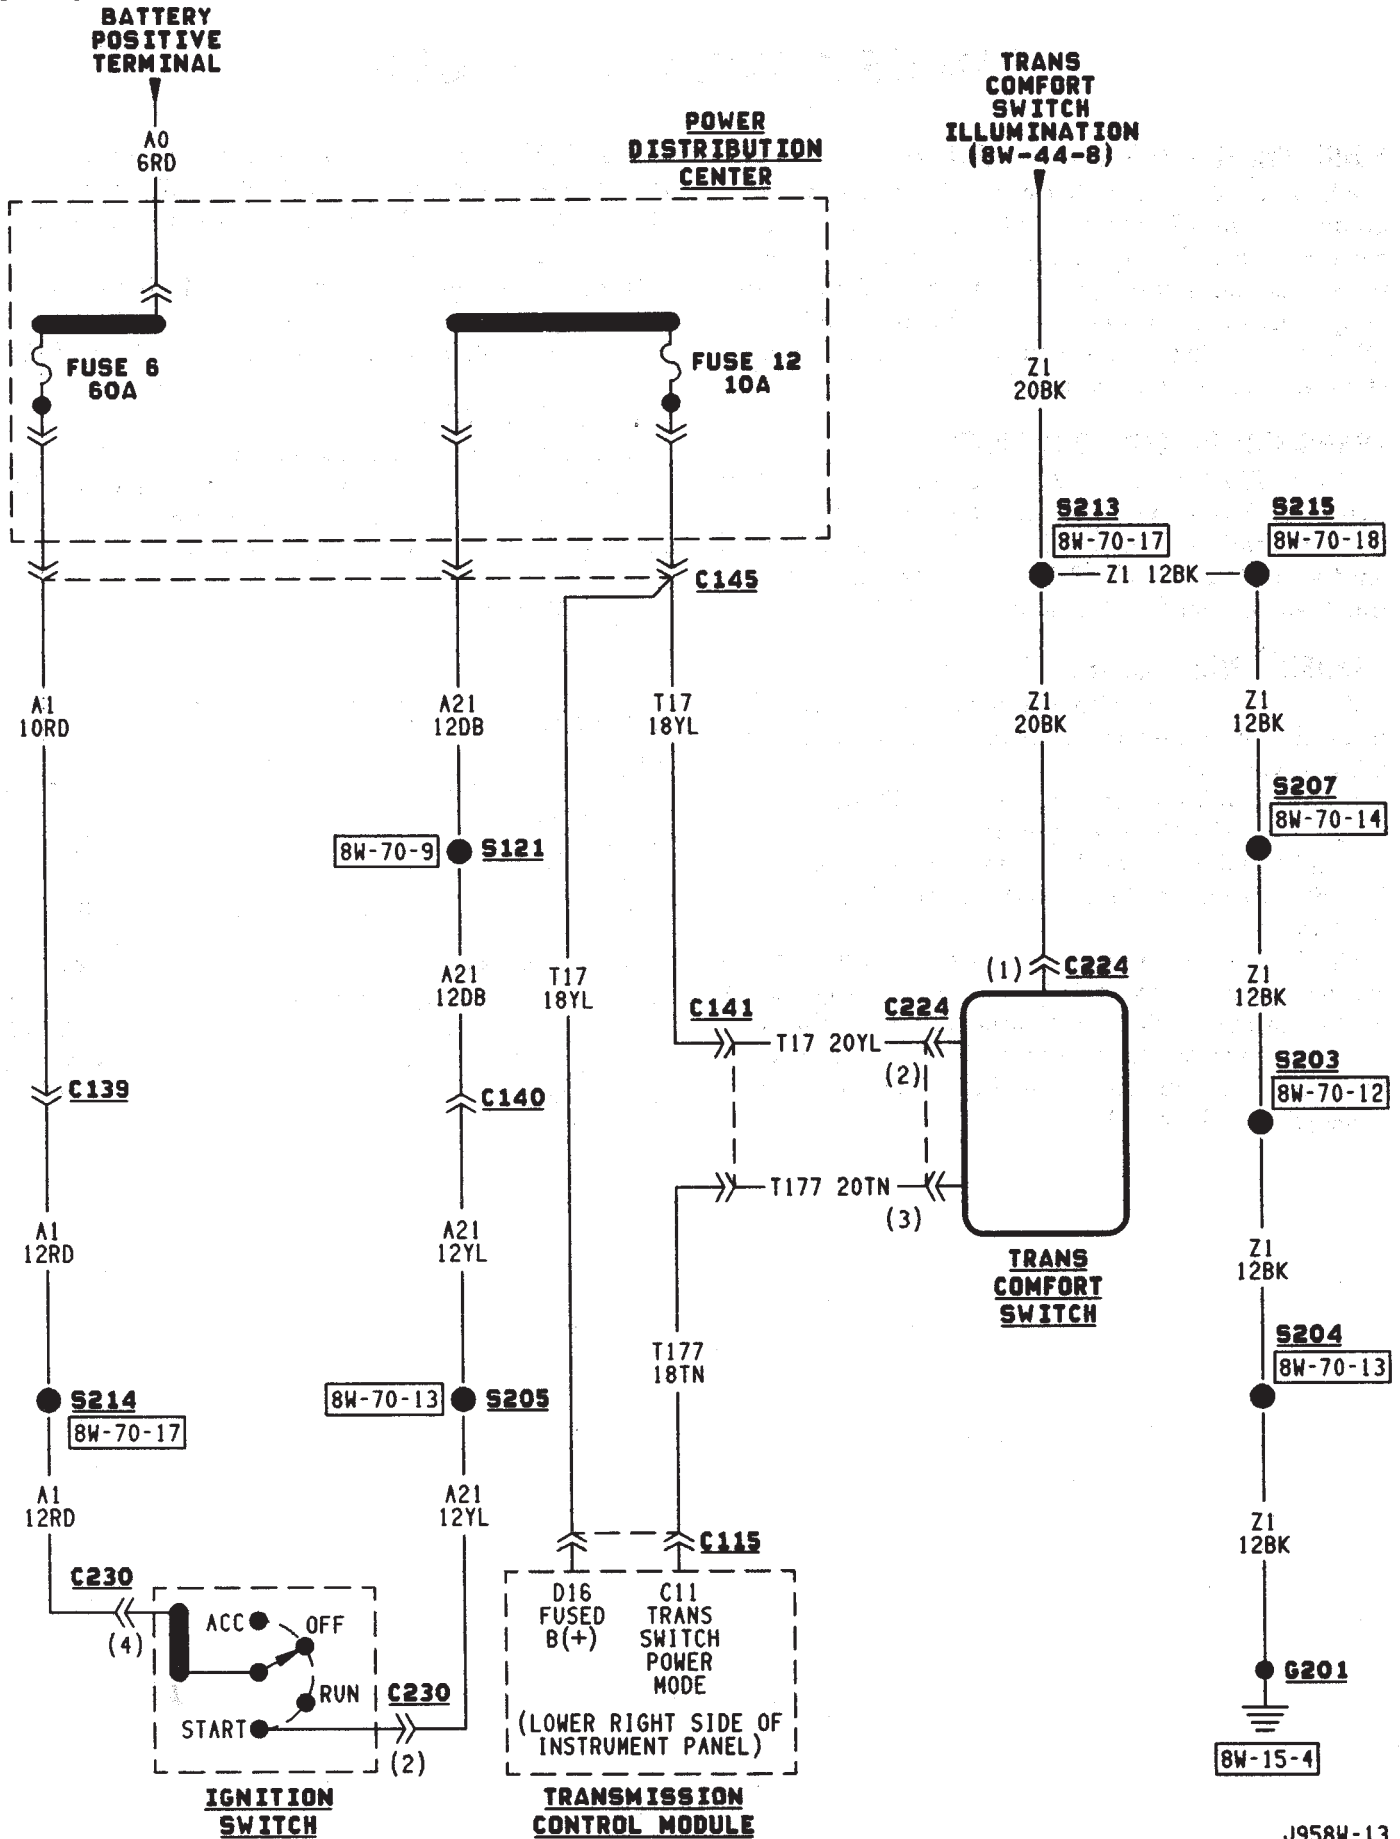 BATTERY
POSITIVE
TERMINAL
A0
6RD
POWER
DISTRIBUTION
CENTER
TRANS
COMFORT
SWITCH
ILLUMINATION
(8W-44-8)
FUSE 6
60A
FUSE 12
10A
Z1
20BK
S213
8W-70-17
S215
8W-70-18
Z1 12BK
C145
A1
10RD
A21
12DB
T17
18YL
Z1
20BK
Z1
12BK
S207
8W-70-14
8W-70-9
S121
A21
12DB
T17
18YL
(1)
C224
Z1
12BK
C141
C224
T17 20YL
(2)
C139
C140
S203
8W-70-12
T177 20TN
(3)
A1
12RD
A21
12YL
TRANS
COMFORT
SWITCH
Z1
12BK
T177
18TN
S204
8W-70-13
S214
8W-70-17
8W-70-13
S205
A1
12RD
A21
12YL
Z1
12BK
C115
C230
(4)
ACC
OFF
RUN
START
C230
(2)
D16
FUSED
B(+)
C11
TRANS
SWITCH
POWER
MODE
(LOWER RIGHT SIDE OF
INSTRUMENT PANEL)
G201
8W-15-4
IGNITION
SWITCH
TRANSMISSION
CONTROL MODULE
J958W-13